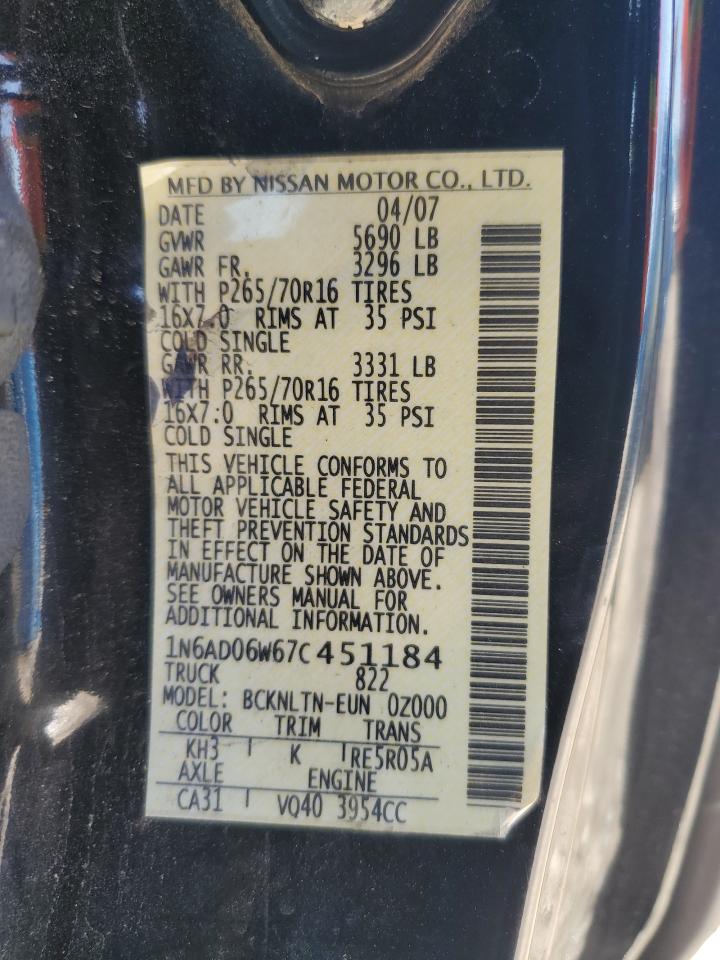 MFD BY NISSAN MOTOR CO., LTD.
DATE 04/07
GVWR 5690 LB
GAWR FR. 3296 LB
WITH P265/70R16 TIRES
16X7.0 RIMS AT 35 PSI
COLD SINGLE
GAWR RR. 3331 LB
WITH P265/70R16 TIRES
16X7.0 RIMS AT 35 PSI
COLD SINGLE
THIS VEHICLE CONFORMS TO
ALL APPLICABLE FEDERAL
MOTOR VEHICLE SAFETY AND
THEFT PREVENTION STANDARDS
IN EFFECT ON THE DATE OF
MANUFACTURE SHOWN ABOVE.
SEE OWNERS MANUAL FOR
ADDITIONAL INFORMATION.
1N6AD06W67C451184
TRUCK 822
MODEL: BCKNLTN-EUN 0Z000
COLOR TRIM TRANS
KH3 K RE5R05A
AXLE ENGINE
CA31 VQ40 3954CC